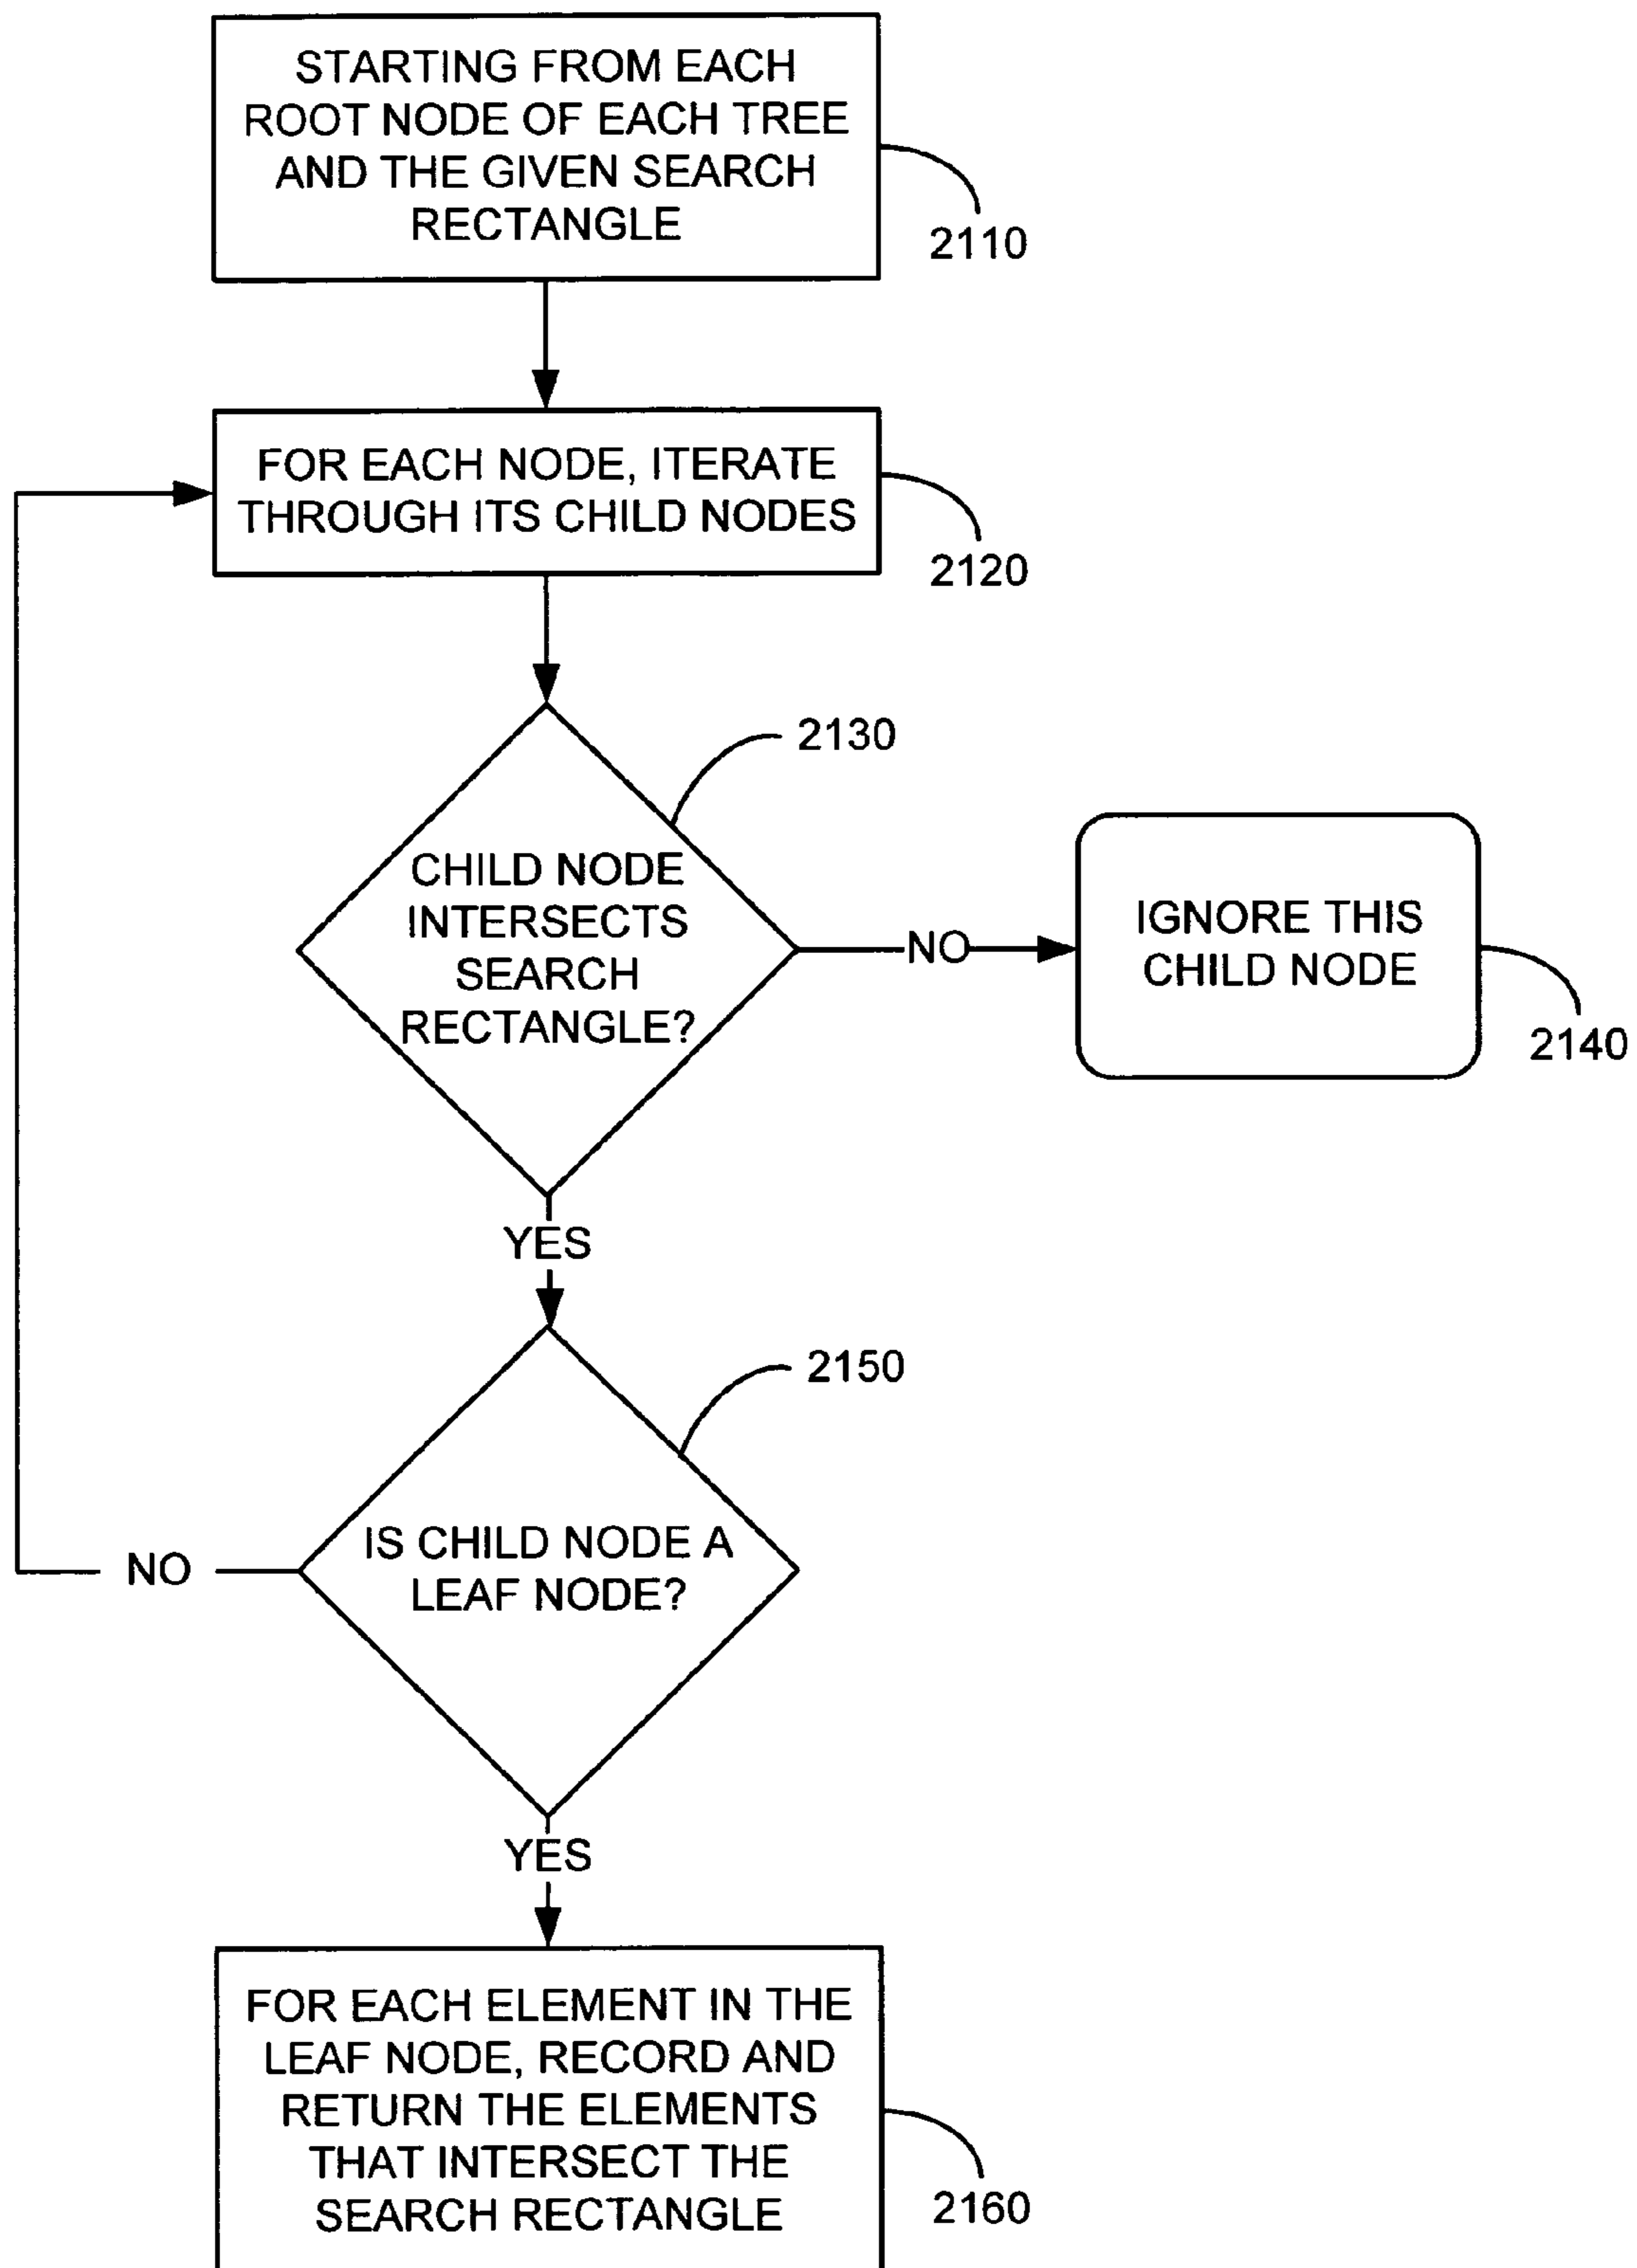 STARTING FROM EACH
ROOT NODE OF EACH TREE
AND THE GIVEN SEARCH
RECTANGLE
2110
FOR EACH NODE, ITERATE
THROUGH ITS CHILD NODES
2120
2130
CHILD NODE
INTERSECTS
SEARCH
RECTANGLE?
NO
IGNORE THIS
CHILD NODE
2140
YES
2150
IS CHILD NODE A
LEAF NODE?
NO
YES
FOR EACH ELEMENT IN THE
LEAF NODE, RECORD AND
RETURN THE ELEMENTS
THAT INTERSECT THE
SEARCH RECTANGLE
2160